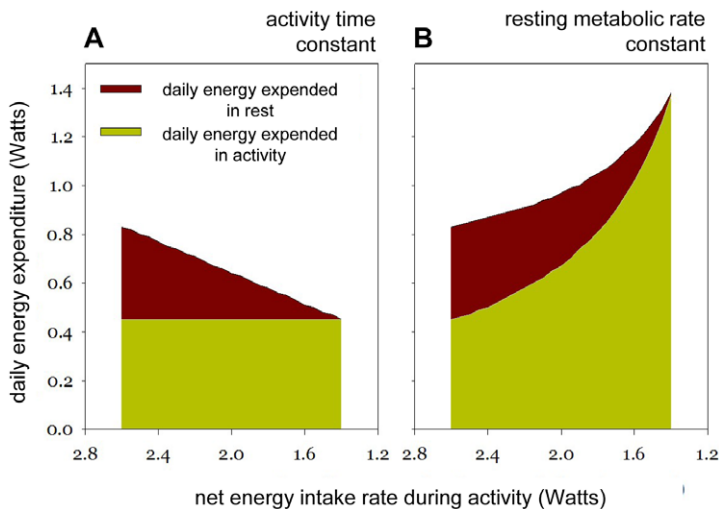 A
activity time
constant
B
resting metabolic rate
constant
daily energy expended
in rest
daily energy expended
in activity
daily energy expenditure (Watts)
1.4
1.2
1.0
0.8
0.6
0.4
0.2
0.0
2.8 2.4 2.0 1.6 1.2
2.8 2.4 2.0 1.6 1.2
net energy intake rate during activity (Watts)